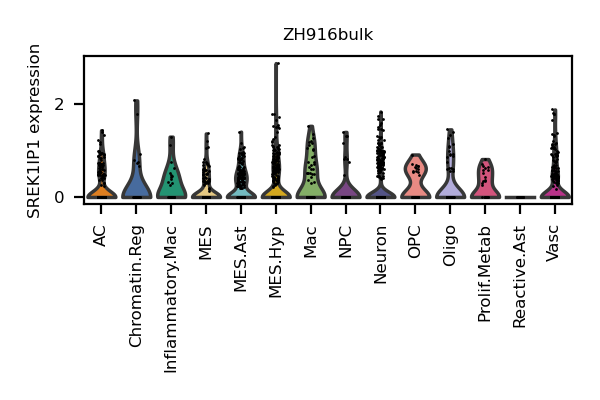 ZH916bulk
SREK1IP1 expression
2
0
AC
Chromatin.Reg
Inflammatory.Mac
MES
MES.Ast
MES.Hyp
Mac
NPC
Neuron
OPC
Oligo
Prolif.Metab
Reactive.Ast
Vasc